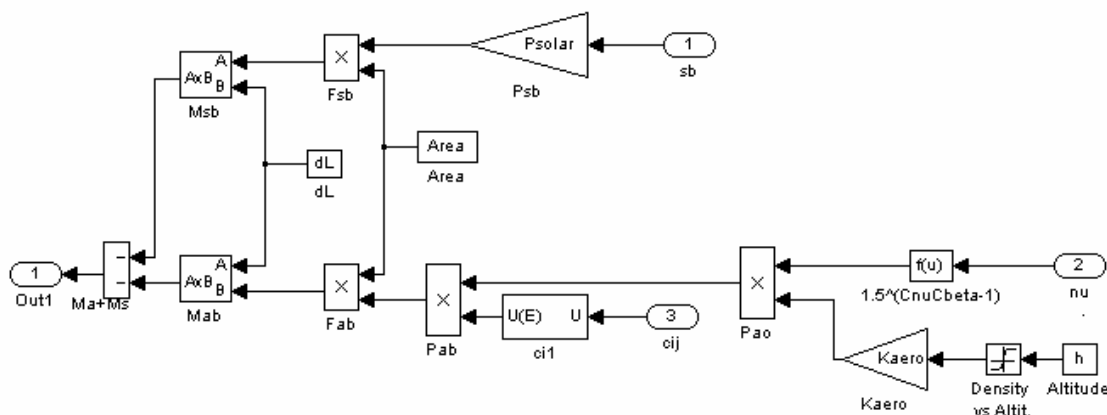 Psolar
1
sb
Psb
×
Fsb
A
AxB
B
Msb
Area
Area
dL
dL
1
Out1
−
−
Ma+Ms
A
AxB
B
Mab
×
Fab
×
Pab
U(E) U
ci1
3
cij
×
Pao
f(u)
1.5^(CnuCbeta-1)
2
nu
.
Kaero
Kaero
Density
vs Altit.
h
Altitude